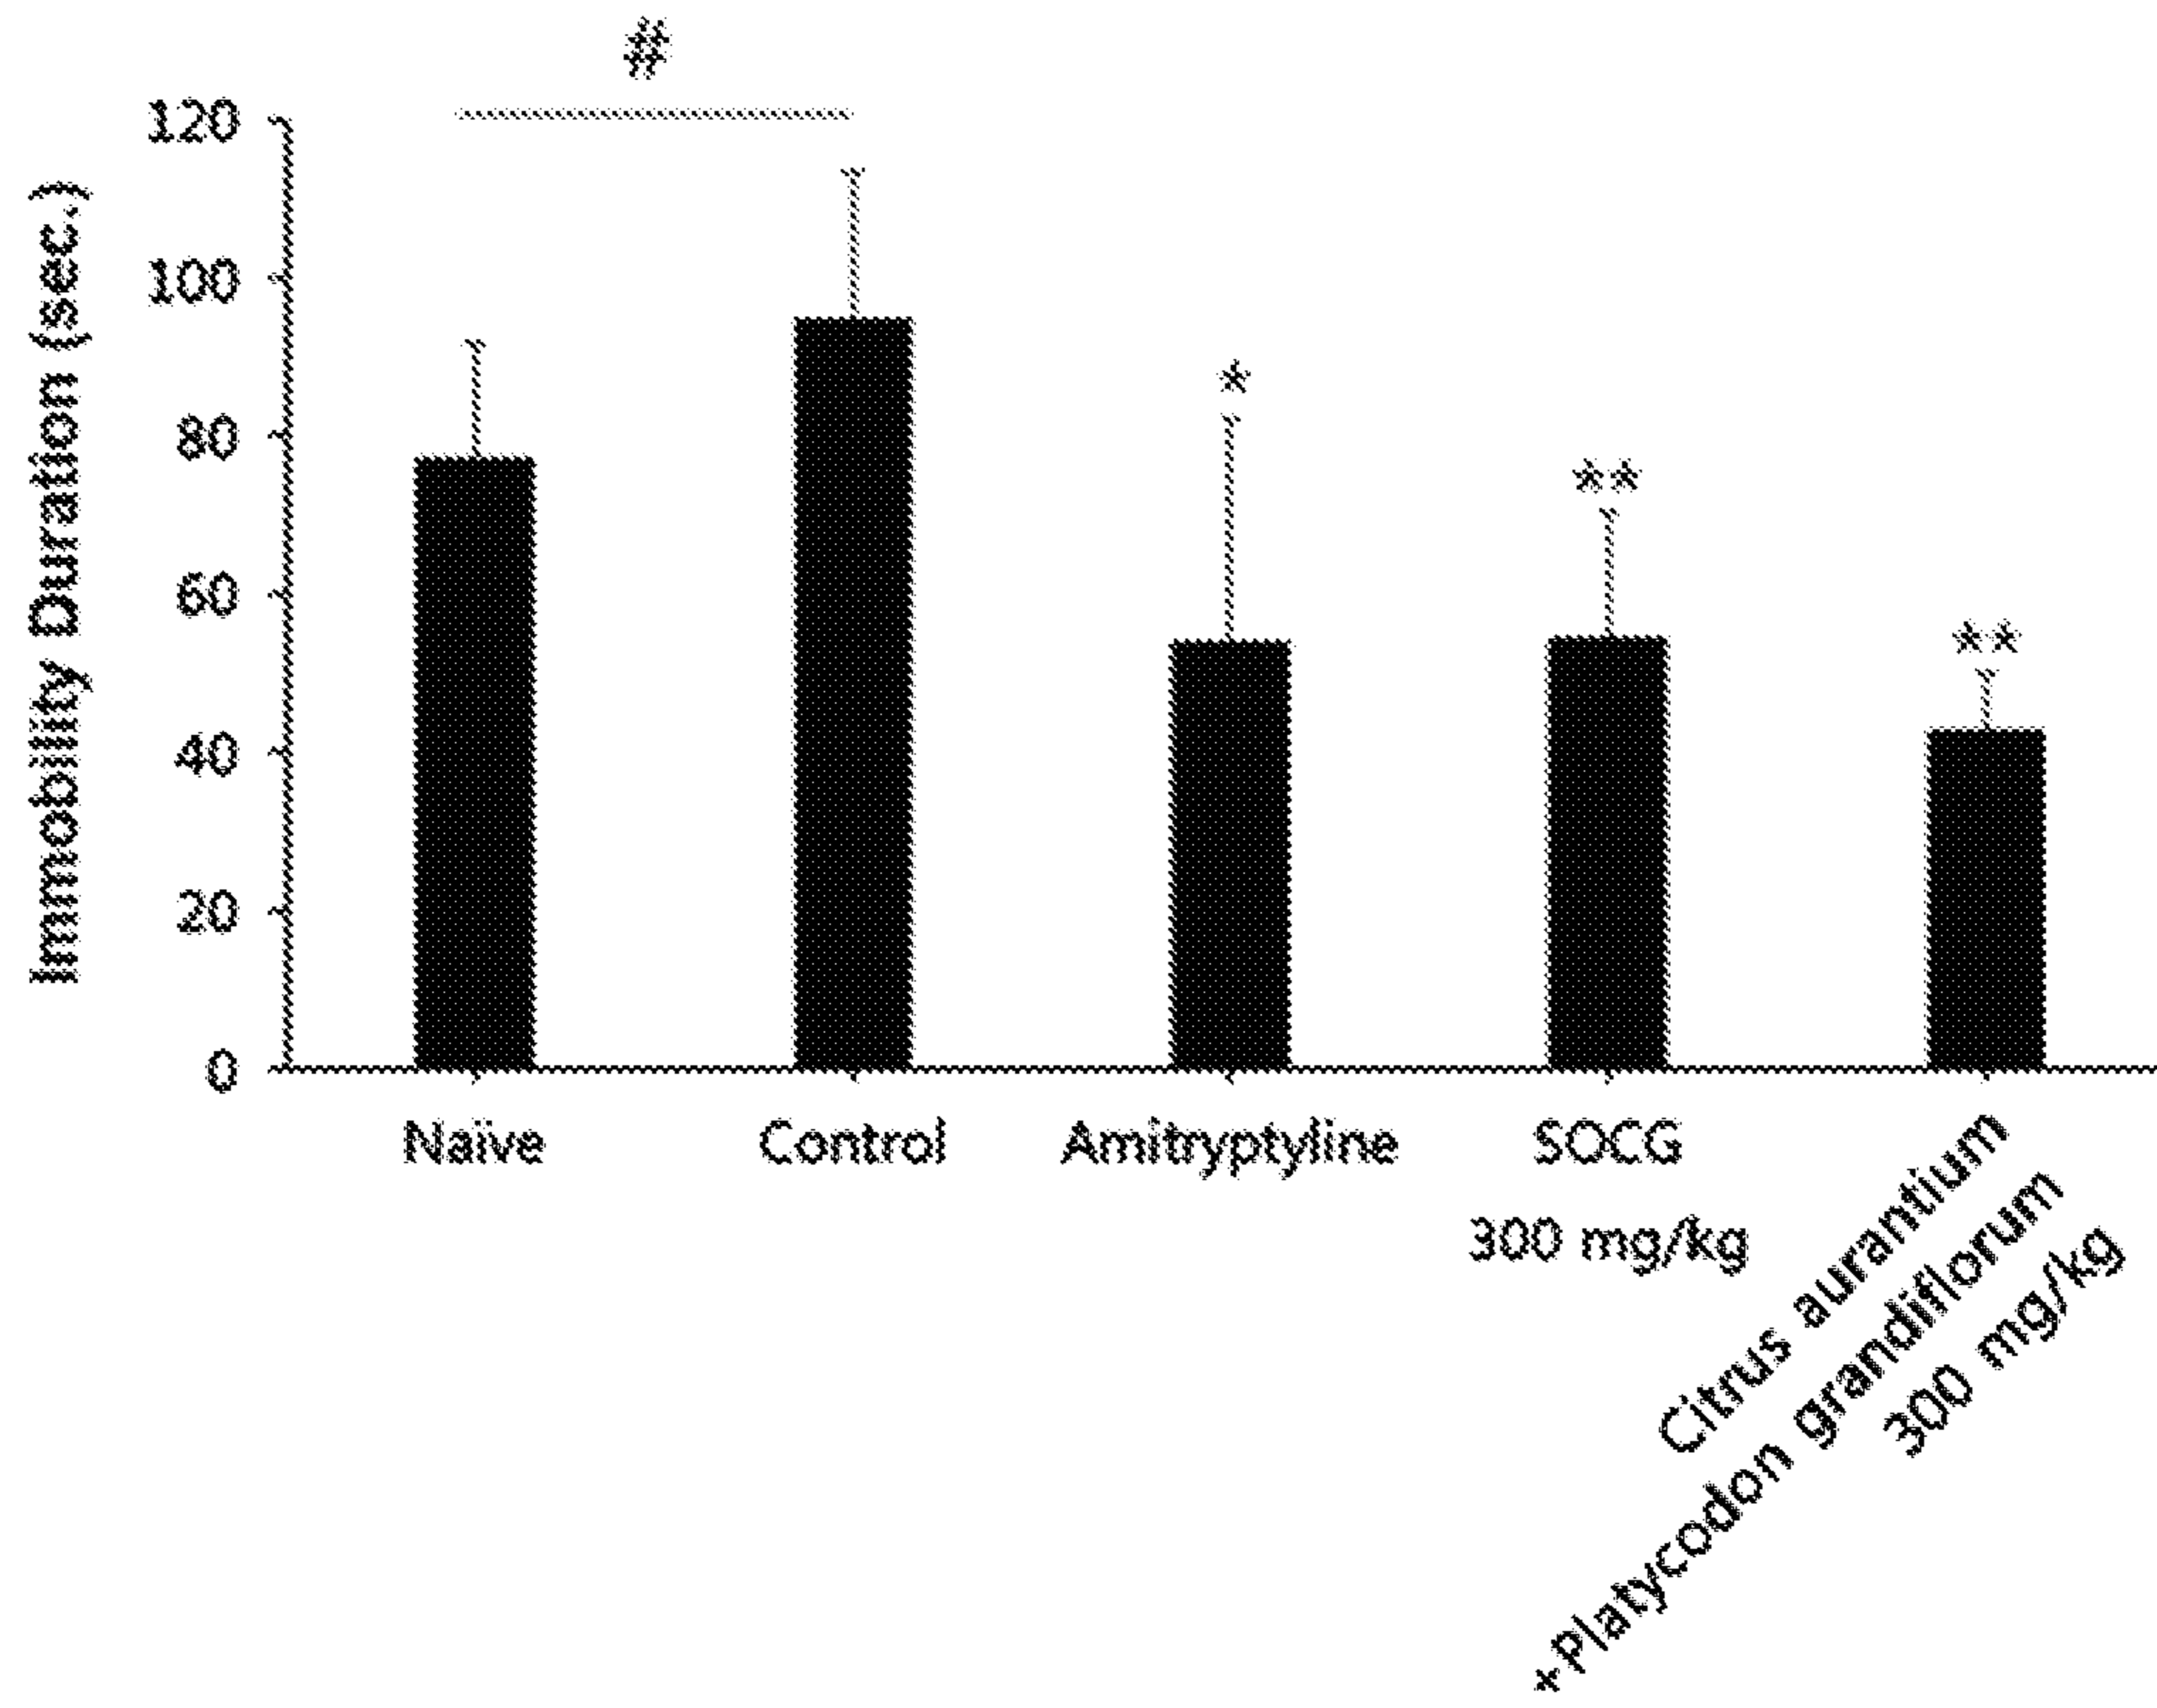 #
120
100
80
60
40
20
0
Immobility Duration (sec.)
*
**
**
Naïve
Control
Amitryptyline
SOCG
300 mg/kg
Citrus aurantium
+Platycodon grandiflorum
300 mg/kg